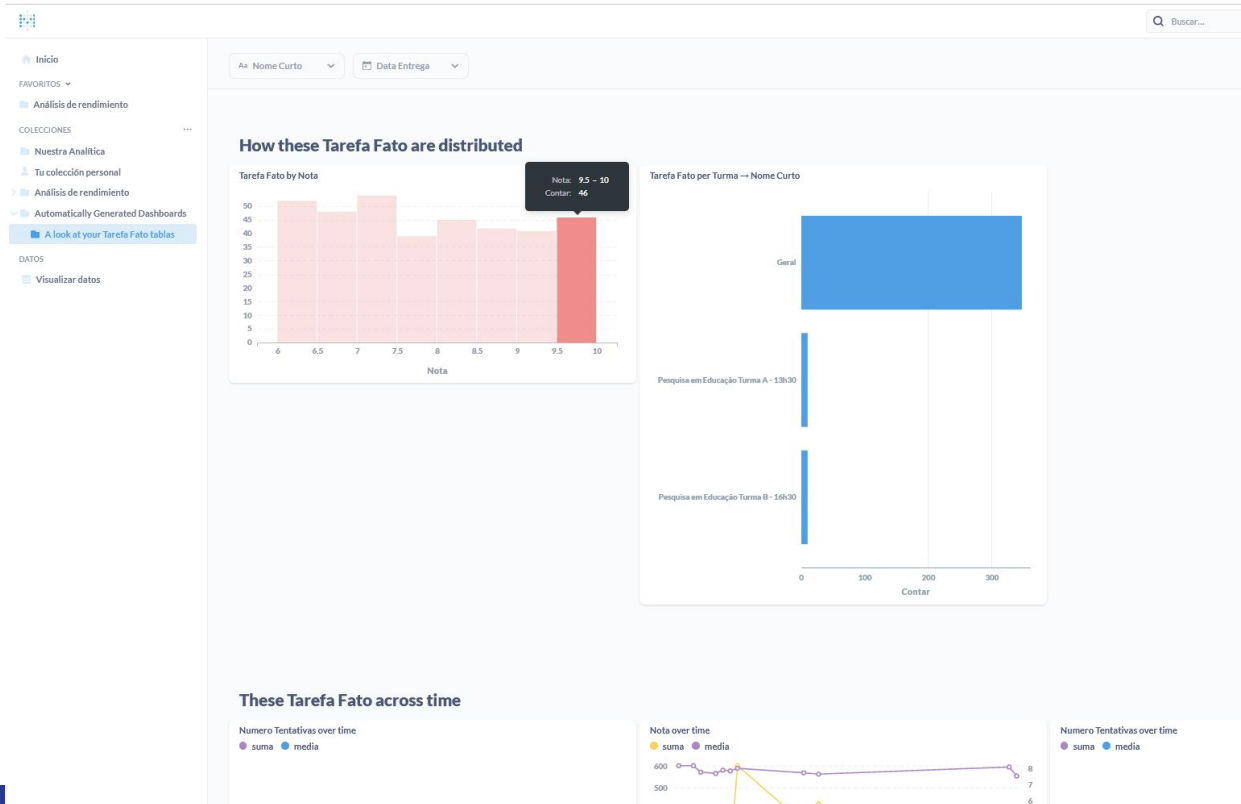 Buscar...
Inicio
FAVORITOS
Análisis de rendimiento
COLECCIONES ...
Nuestra Analítica
Tu colección personal
Análisis de rendimiento
Automatically Generated Dashboards
A look at your Tarefa Fato tablas
DATOS
Visualizar datos
Aa Nome Curto
Data Entrega
How these Tarefa Fato are distributed
Tarefa Fato by Nota
Nota: 9.5 – 10
Contar: 46
50
45
40
35
30
25
20
15
10
5
0
6 6.5 7 7.5 8 8.5 9 9.5 10
Nota
Tarefa Fato per Turma → Nome Curto
Geral
Pesquisa em Educação Turma A - 13h30
Pesquisa em Educação Turma B - 16h30
0 100 200 300
Contar
These Tarefa Fato across time
Numero Tentativas over time
suma media
Nota over time
suma media
600
500
8
7
6
Numero Tentativas over time
suma media